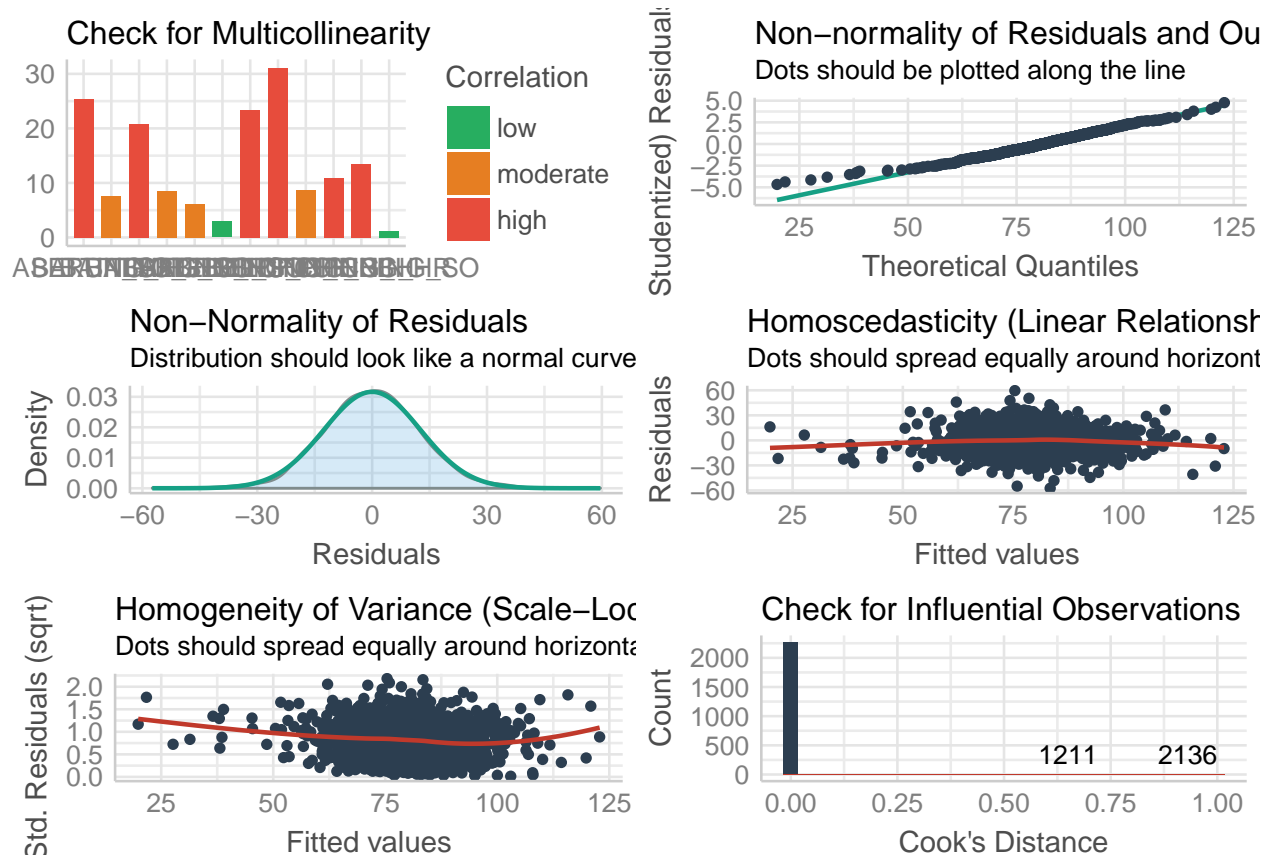 Check for Multicollinearity
30
20
10
0
Correlation
low
moderate
high
Non−normality of Residuals and Ou
Dots should be plotted along the line
Studentized) Residuals
5.0
2.5
0.0
−2.5
−5.0
25 50 75 100 125
Theoretical Quantiles
Non−Normality of Residuals
Distribution should look like a normal curve
Density
0.03
0.02
0.01
0.00
−60 −30 0 30 60
Residuals
Homoscedasticity (Linear Relationsh
Dots should spread equally around horizont
Residuals
60
30
0
−30
−60
25 50 75 100 125
Fitted values
Homogeneity of Variance (Scale−Loc
Dots should spread equally around horizonta
Std. Residuals (sqrt)
2.0
1.5
1.0
0.5
0.0
25 50 75 100 125
Fitted values
Check for Influential Observations
Count
2000
1500
1000
500
0
1211 2136
0.00 0.25 0.50 0.75 1.00
Cook's Distance